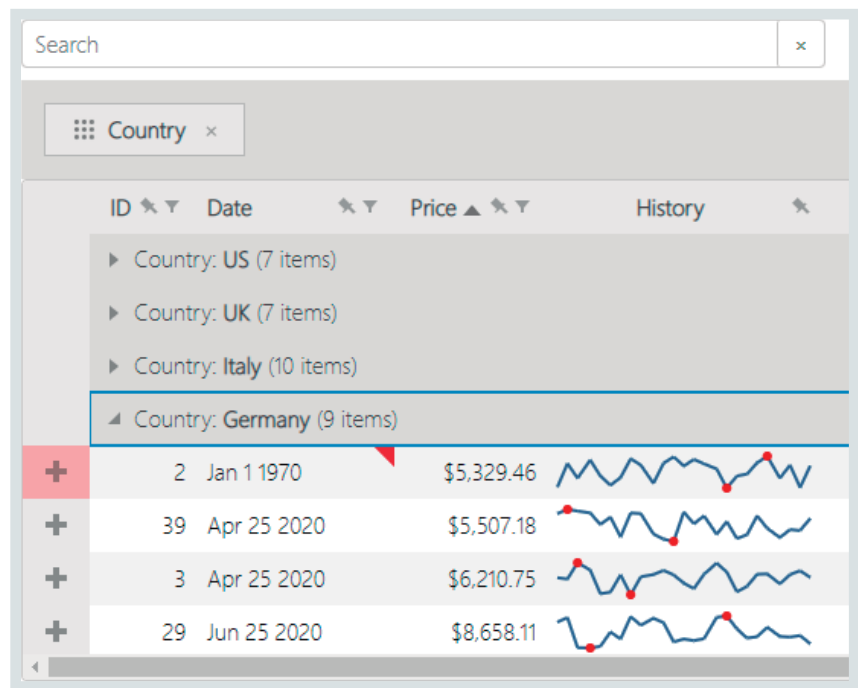 Search ×
Country ×
ID Date Price History
Country: US (7 items)
Country: UK (7 items)
Country: Italy (10 items)
Country: Germany (9 items)
2 Jan 1 1970 $5,329.46
39 Apr 25 2020 $5,507.18
3 Apr 25 2020 $6,210.75
29 Jun 25 2020 $8,658.11